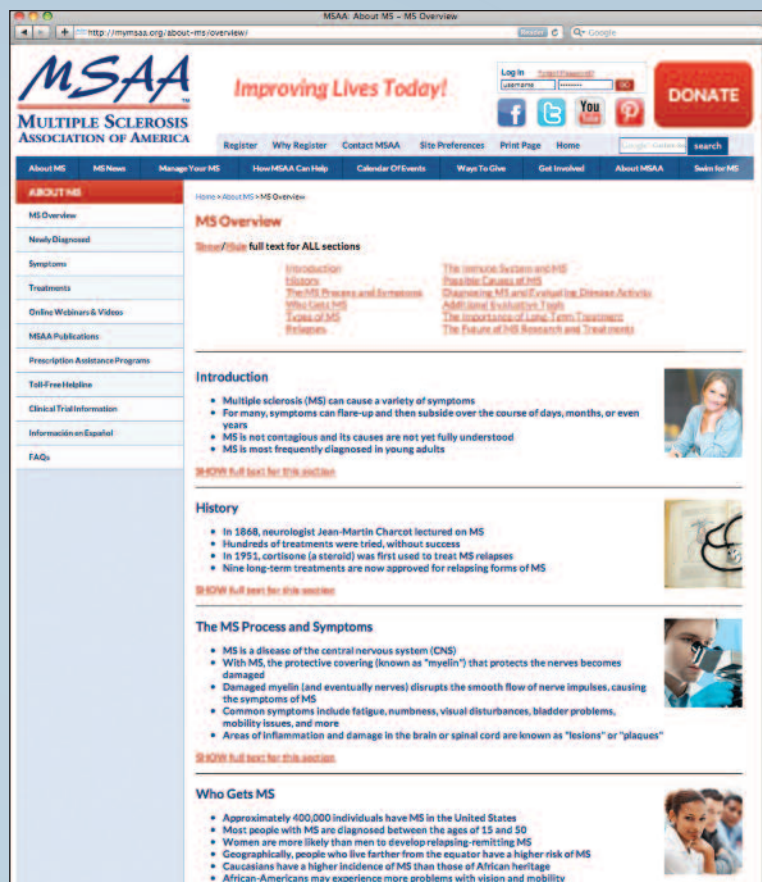 MSAA: About MS – MS Overview
http://mymsaa.org/about-ms/overview/
Reader
Google
MSAA
MULTIPLE SCLEROSIS
ASSOCIATION OF AMERICA
Improving Lives Today!
Log In Forgot Password?
username
GO
You
Tube
DONATE
Register Why Register Contact MSAA Site Preferences Print Page Home
search
About MS MS News Manage Your MS How MSAA Can Help Calendar Of Events Ways To Give Get Involved About MSAA Swim for MS
ABOUT MS
MS Overview
Newly Diagnosed
Symptoms
Treatments
Online Webinars & Videos
MSAA Publications
Prescription Assistance Programs
Toll-Free Helpline
Clinical Trial Information
Información en Español
FAQs
Home > About MS > MS Overview
MS Overview
Show/Hide full text for ALL sections
Introduction
History
The MS Process and Symptoms
Who Gets MS
Types of MS
Relapses
The Immune System and MS
Possible Causes of MS
Diagnosing MS and Evaluating Disease Activity
Additional Evaluative Tools
The Importance of Long-Term Treatment
The Future of MS Research and Treatments
Introduction
• Multiple sclerosis (MS) can cause a variety of symptoms
• For many, symptoms can flare-up and then subside over the course of days, months, or even
years
• MS is not contagious and its causes are not yet fully understood
• MS is most frequently diagnosed in young adults
SHOW full text for this section
History
• In 1868, neurologist Jean-Martin Charcot lectured on MS
• Hundreds of treatments were tried, without success
• In 1951, cortisone (a steroid) was first used to treat MS relapses
• Nine long-term treatments are now approved for relapsing forms of MS
SHOW full text for this section
The MS Process and Symptoms
• MS is a disease of the central nervous system (CNS)
• With MS, the protective covering (known as "myelin") that protects the nerves becomes
damaged
• Damaged myelin (and eventually nerves) disrupts the smooth flow of nerve impulses, causing
the symptoms of MS
• Common symptoms include fatigue, numbness, visual disturbances, bladder problems,
mobility issues, and more
• Areas of inflammation and damage in the brain or spinal cord are known as "lesions" or "plaques"
SHOW full text for this section
Who Gets MS
• Approximately 400,000 individuals have MS in the United States
• Most people with MS are diagnosed between the ages of 15 and 50
• Women are more likely than men to develop relapsing-remitting MS
• Geographically, people who live farther from the equator have a higher risk of MS
• Caucasians have a higher incidence of MS than those of African heritage
• African-Americans may experience more problems with vision and mobility